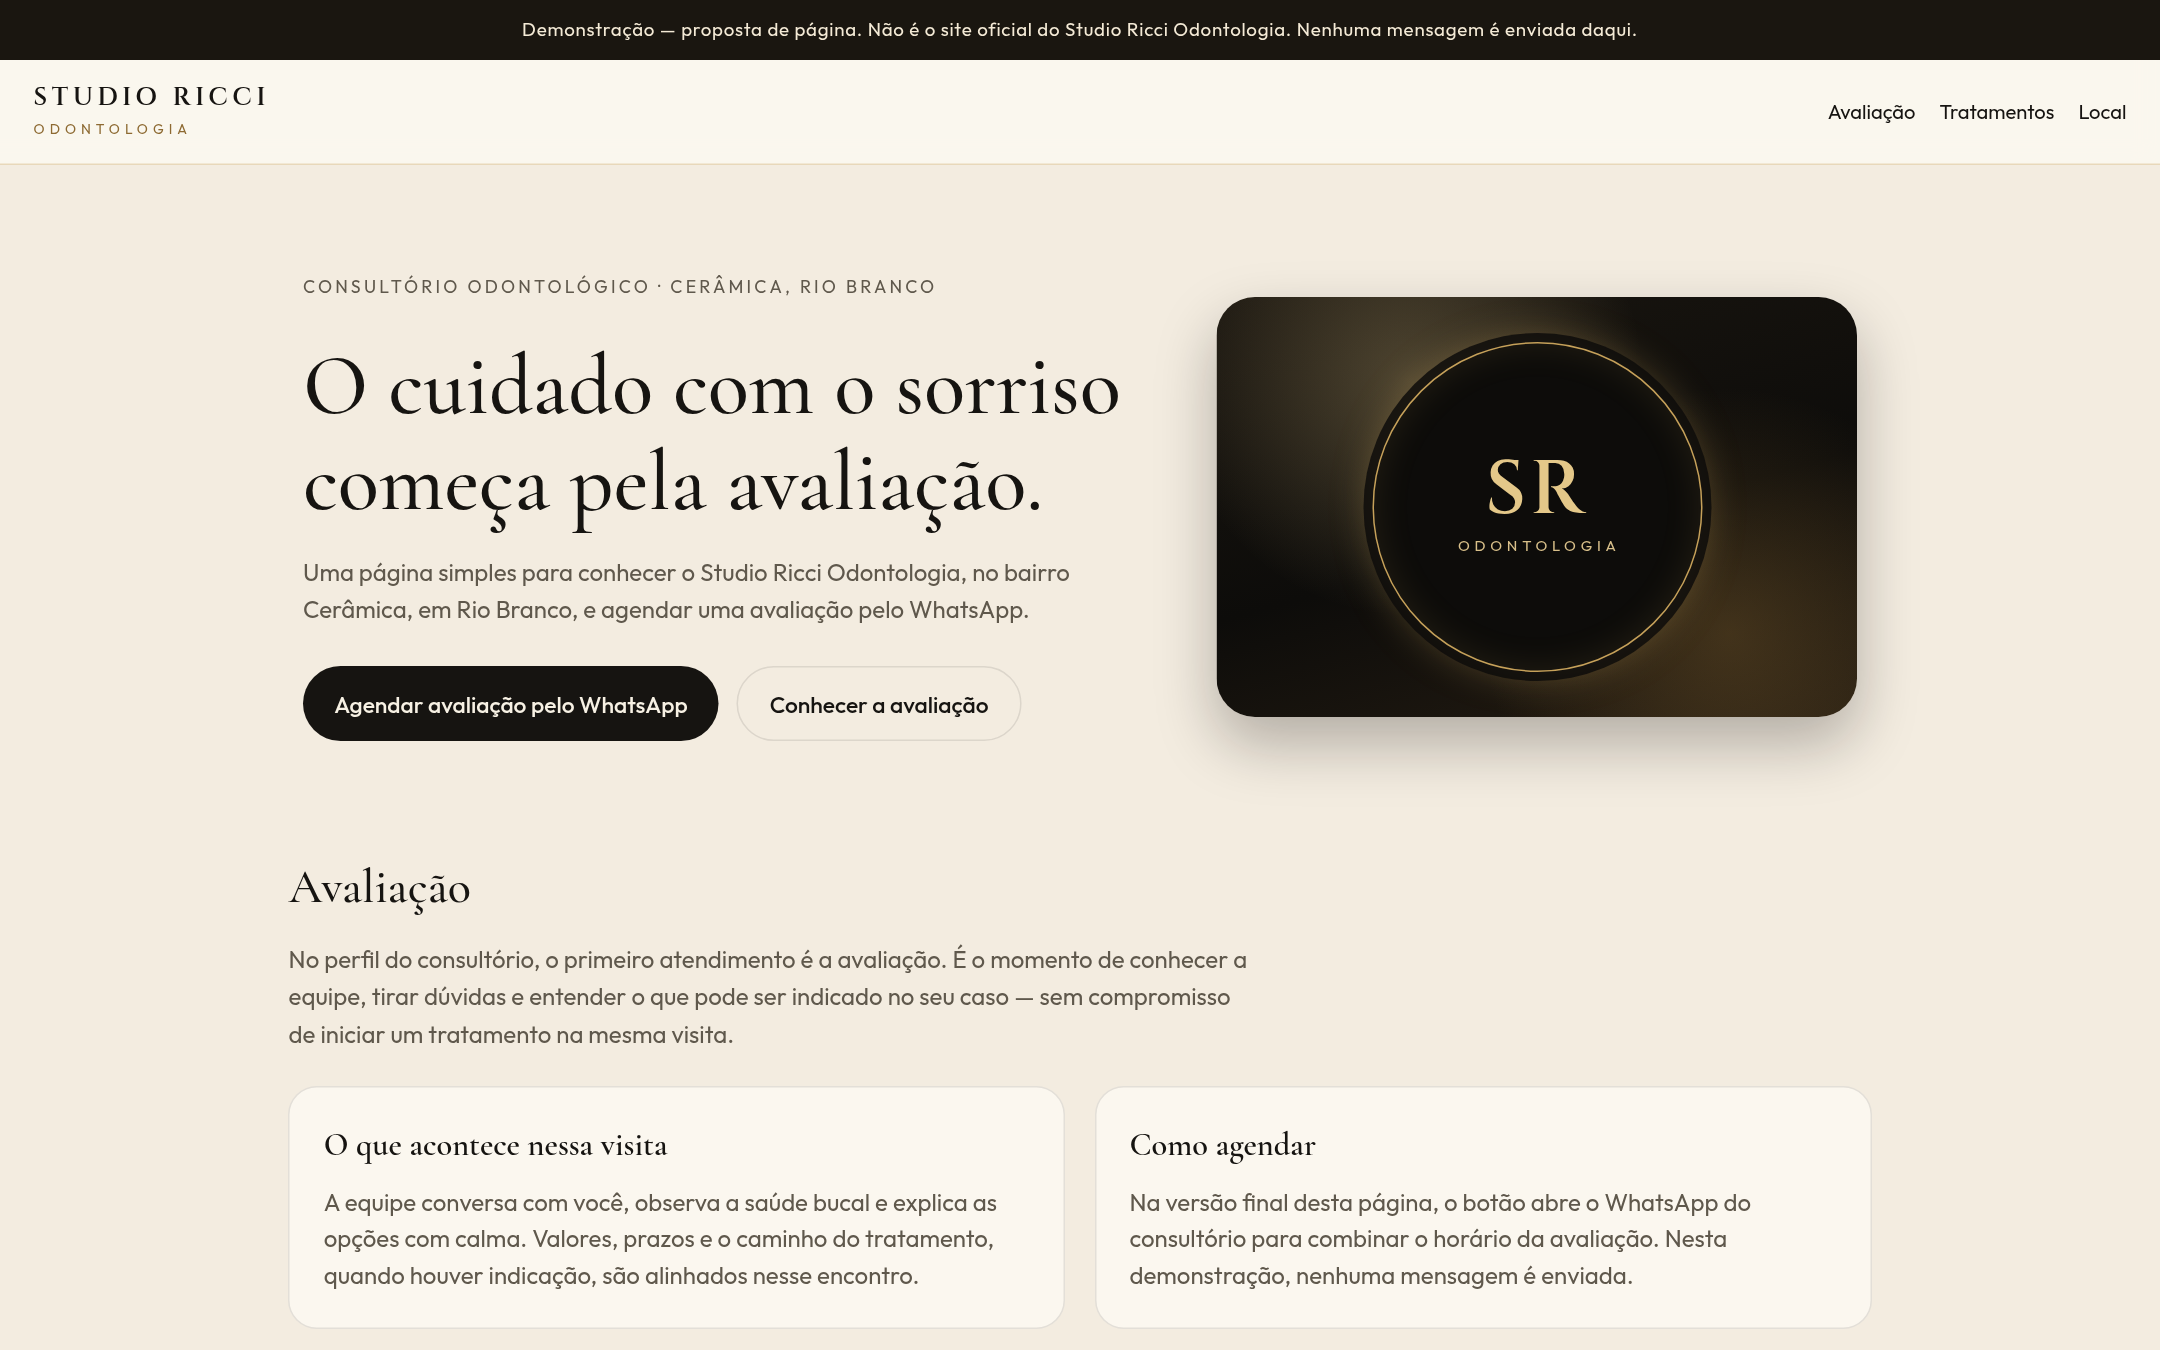 Demonstração — proposta de página. Não é o site oficial do Studio Ricci Odontologia. Nenhuma mensagem é enviada daqui.
STUDIO RICCI
ODONTOLOGIA
Avaliação Tratamentos Local
CONSULTÓRIO ODONTOLÓGICO · CERÂMICA, RIO BRANCO
O cuidado com o sorriso
começa pela avaliação.
Uma página simples para conhecer o Studio Ricci Odontologia, no bairro
Cerâmica, em Rio Branco, e agendar uma avaliação pelo WhatsApp.
Agendar avaliação pelo WhatsApp
Conhecer a avaliação
SR
ODONTOLOGIA
Avaliação
No perfil do consultório, o primeiro atendimento é a avaliação. É o momento de conhecer a
equipe, tirar dúvidas e entender o que pode ser indicado no seu caso — sem compromisso
de iniciar um tratamento na mesma visita.
O que acontece nessa visita
A equipe conversa com você, observa a saúde bucal e explica as
opções com calma. Valores, prazos e o caminho do tratamento,
quando houver indicação, são alinhados nesse encontro.
Como agendar
Na versão final desta página, o botão abre o WhatsApp do
consultório para combinar o horário da avaliação. Nesta
demonstração, nenhuma mensagem é enviada.